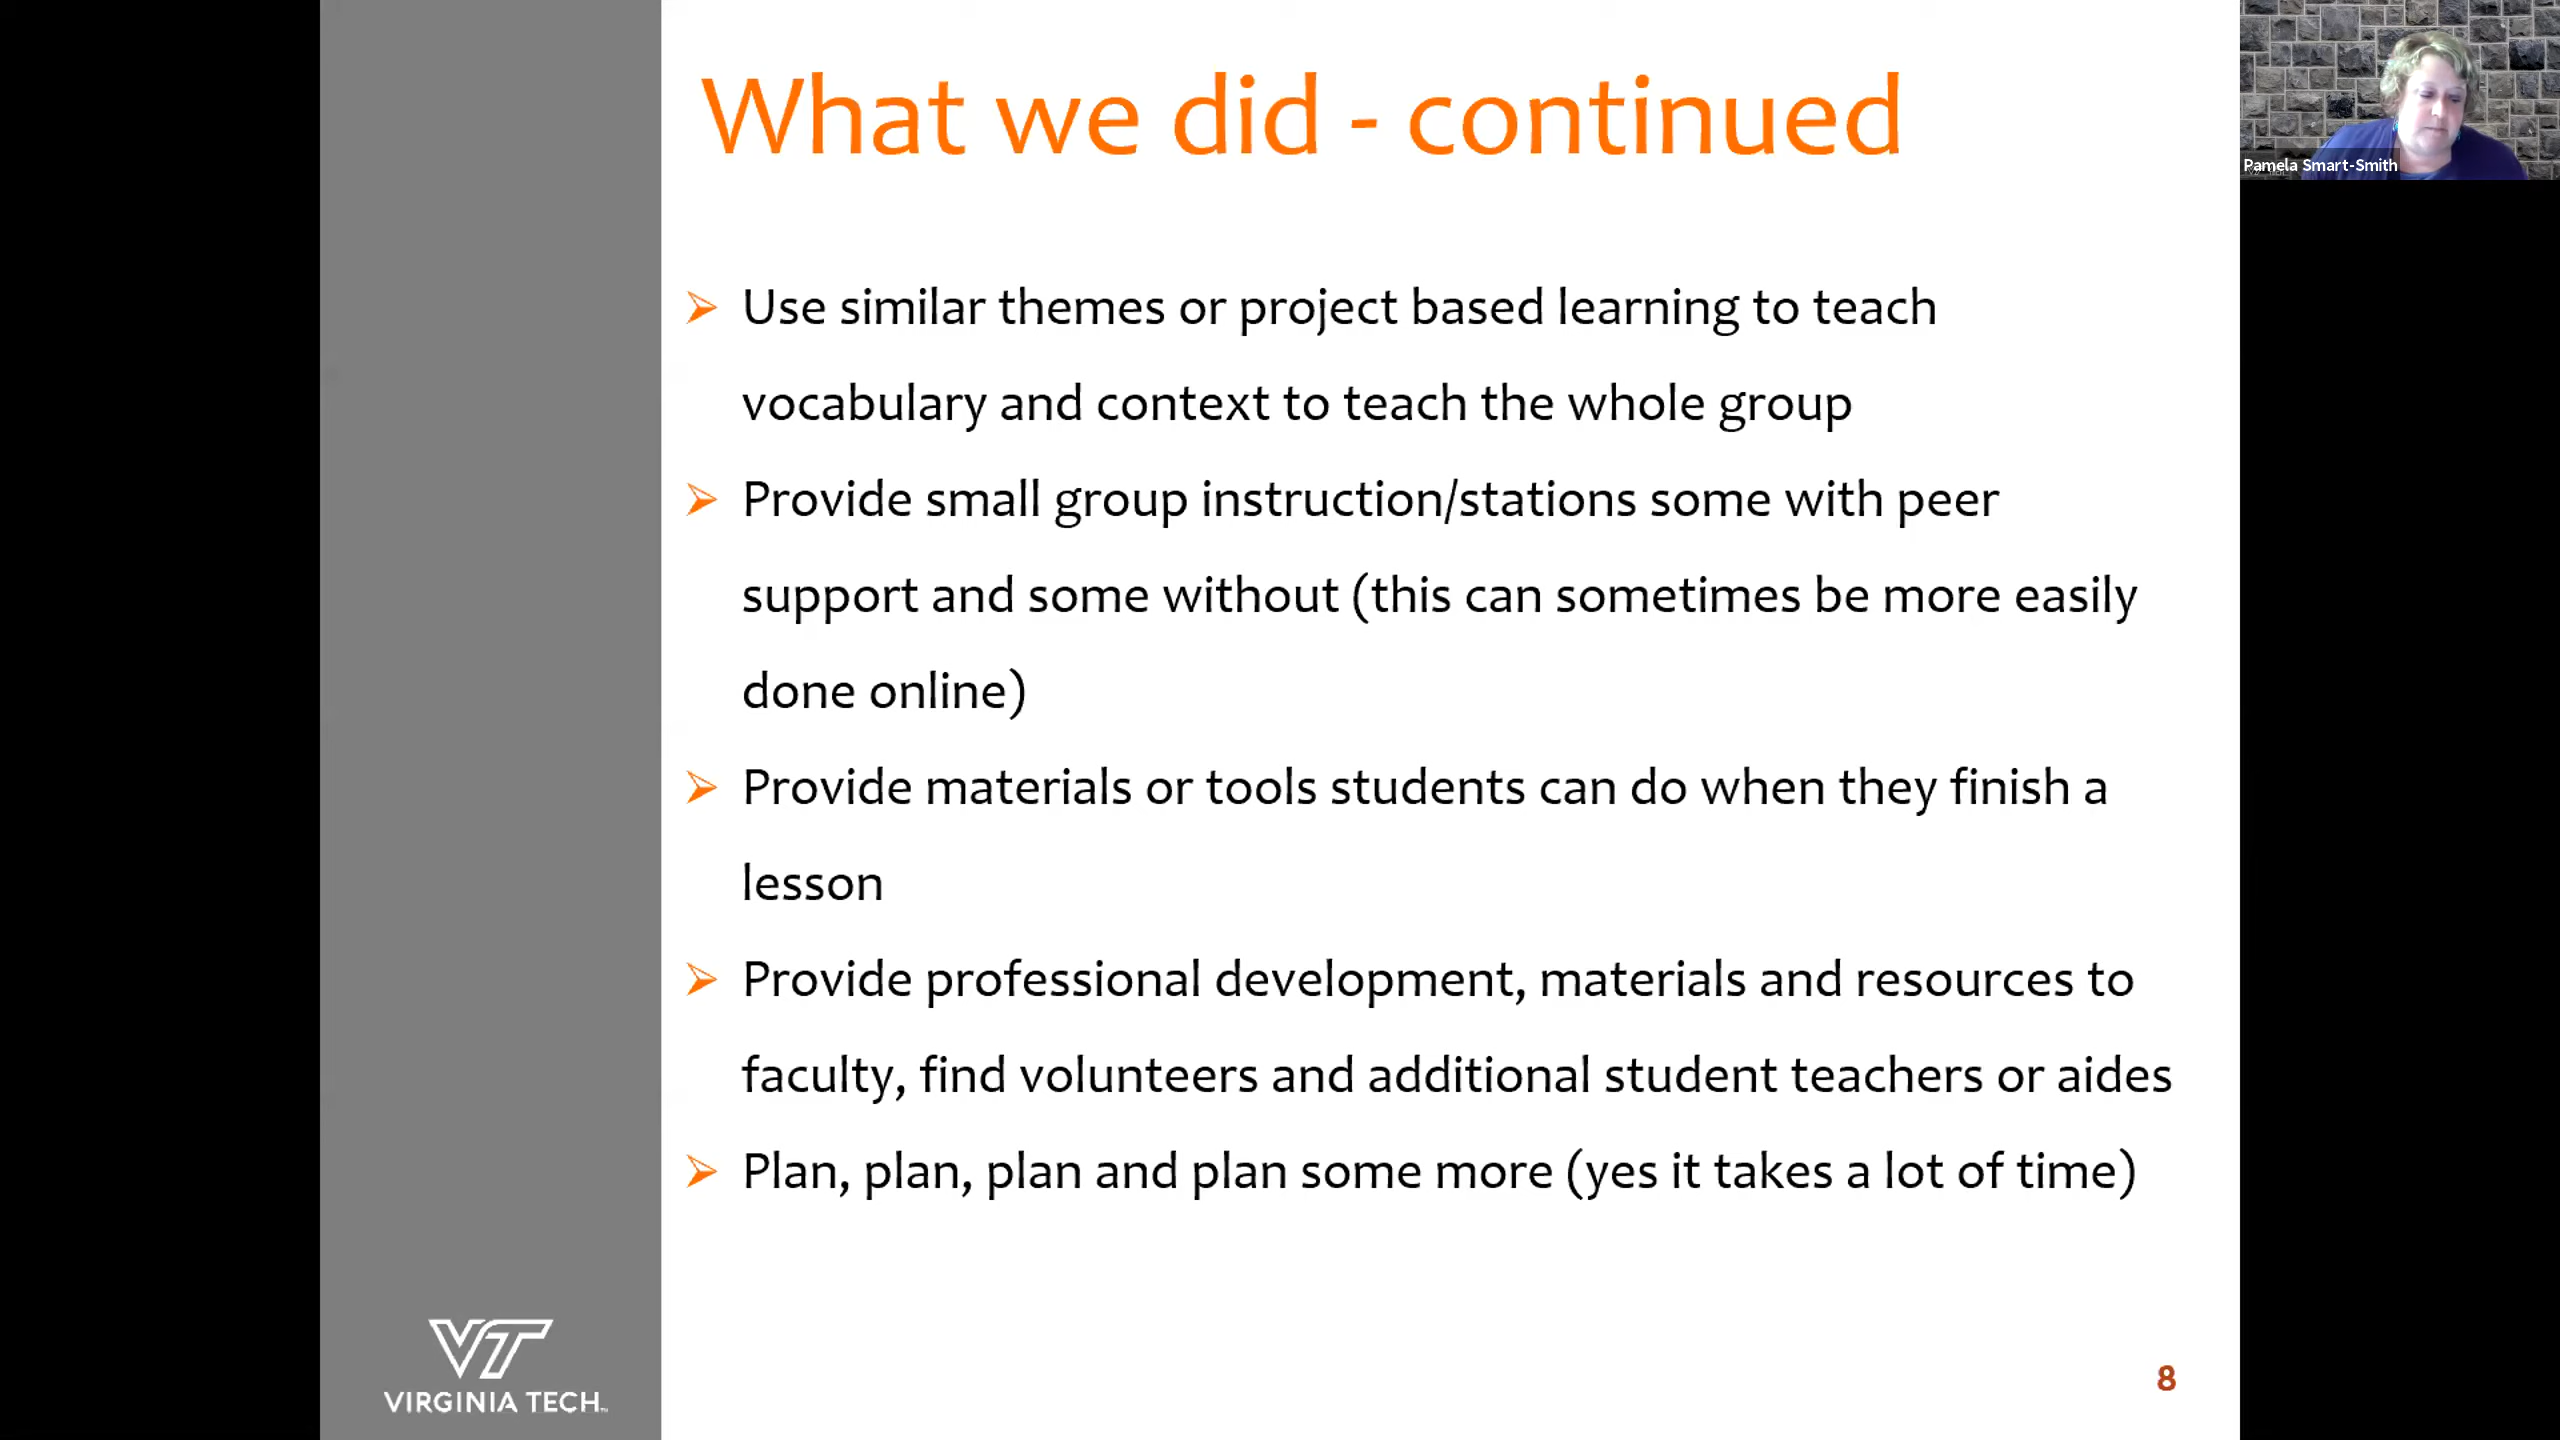 What we did - continued
Pamela Smart-Smith
➢ Use similar themes or project based learning to teach
vocabulary and context to teach the whole group
➢ Provide small group instruction/stations some with peer
support and some without (this can sometimes be more easily
done online)
➢ Provide materials or tools students can do when they finish a
lesson
➢ Provide professional development, materials and resources to
faculty, find volunteers and additional student teachers or aides
➢ Plan, plan, plan and plan some more (yes it takes a lot of time)
VT
VIRGINIA TECH™
8